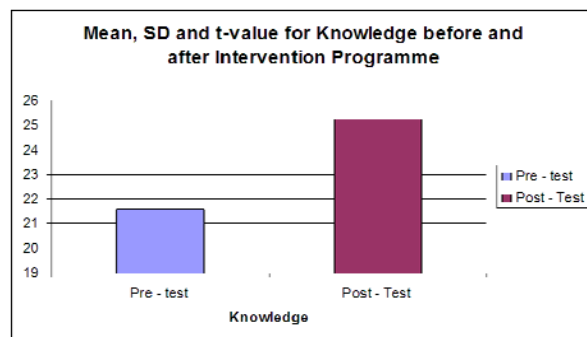 Mean, SD and t-value for Knowledge before and
after Intervention Programme
26
25
24
23
22
21
20
19
Pre - test
Post - Test
Knowledge
Pre - test
Post - Test